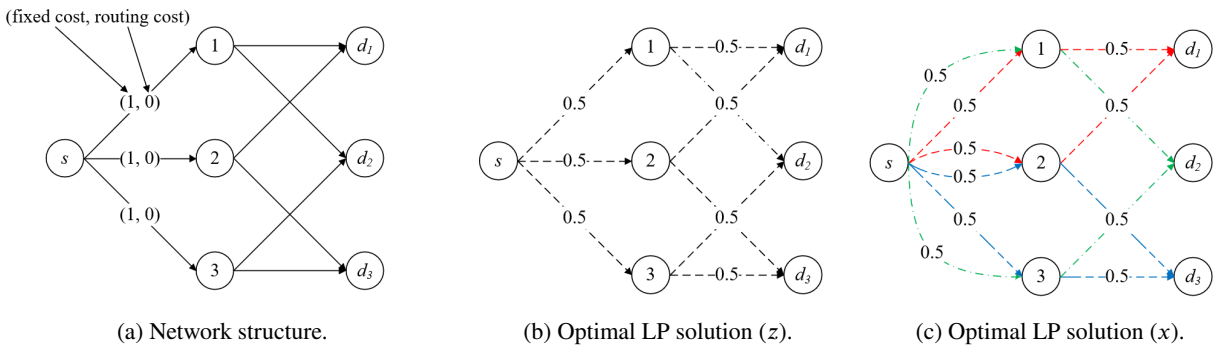 (fixed cost, routing cost)
1
d₁
(1, 0)
s
(1, 0)
2
d₂
(1, 0)
3
d₃
(a) Network structure.
1
0.5
d₁
0.5
0.5
s
0.5
2
d₂
0.5
0.5
3
0.5
d₃
(b) Optimal LP solution (z).
1
0.5
d₁
0.5
0.5
0.5
0.5
s
0.5
2
d₂
0.5
0.5
0.5
0.5
3
0.5
d₃
(c) Optimal LP solution (x).